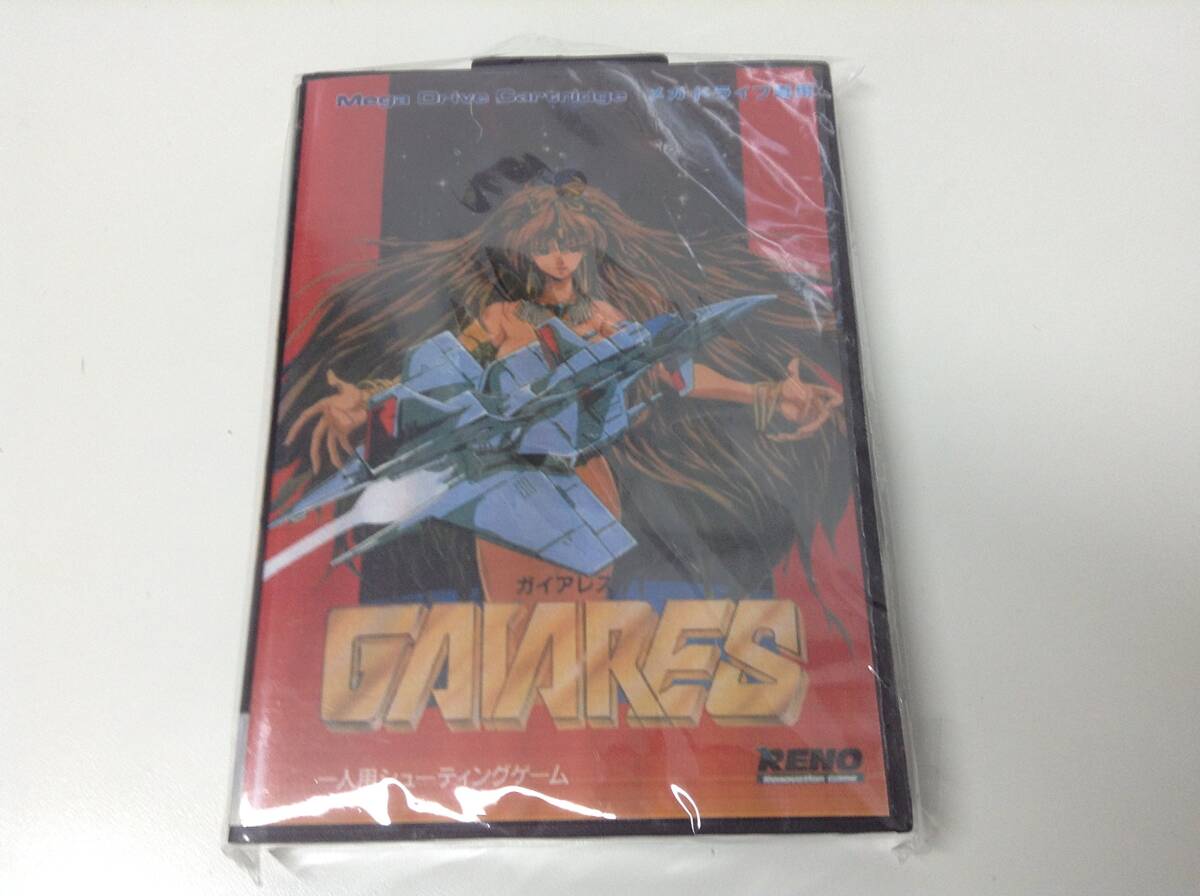 Mega Drive Cartridge メガドライブ専用
ガイアレス
GAIARES
一人用シューティングゲーム
RENO